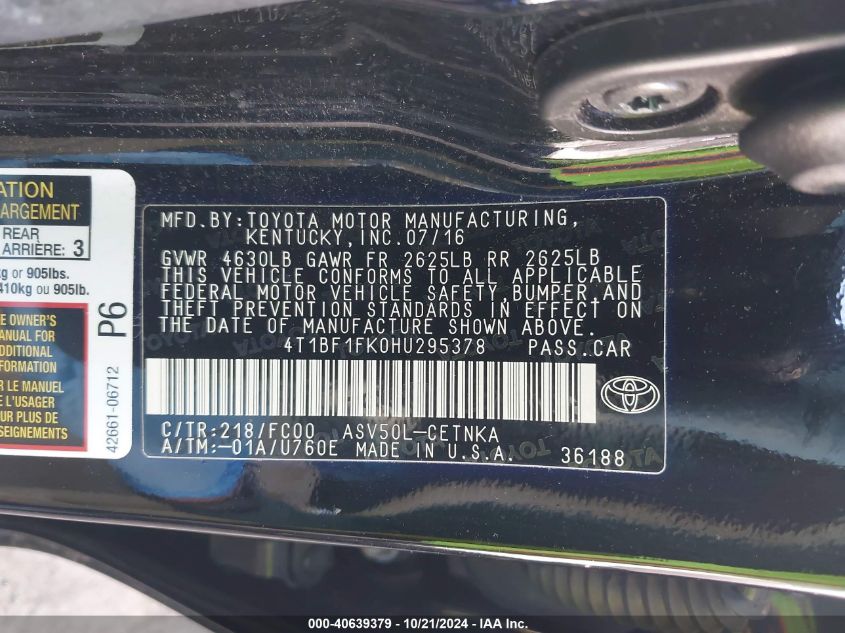 ATION
ARGEMENT
REAR
ARRIÈRE: 3
kg or 905lbs.
410kg ou 905lb.
E OWNER'S
ANUAL FOR
ADDITIONAL
FORMATION
R LE MANUEL
E L'USAGER
UR PLUS DE
SEIGNEMENTS
P6
42661-06712
MFD. BY: TOYOTA MOTOR MANUFACTURING,
KENTUCKY, INC. 07/16
GVWR 4630LB GAWR FR 2625LB RR 2625LB
THIS VEHICLE CONFORMS TO ALL APPLICABLE
FEDERAL MOTOR VEHICLE SAFETY, BUMPER, AND
THEFT PREVENTION STANDARDS IN EFFECT ON
THE DATE OF MANUFACTURE SHOWN ABOVE.
4T1BF1FK0HU295378 PASS. CAR
C/TR: 218/FC00 ASV50L-CETNKA
A/TM: -01A/U760E MADE IN U.S.A. 36188
000-40639379 - 10/21/2024 - IAA Inc.